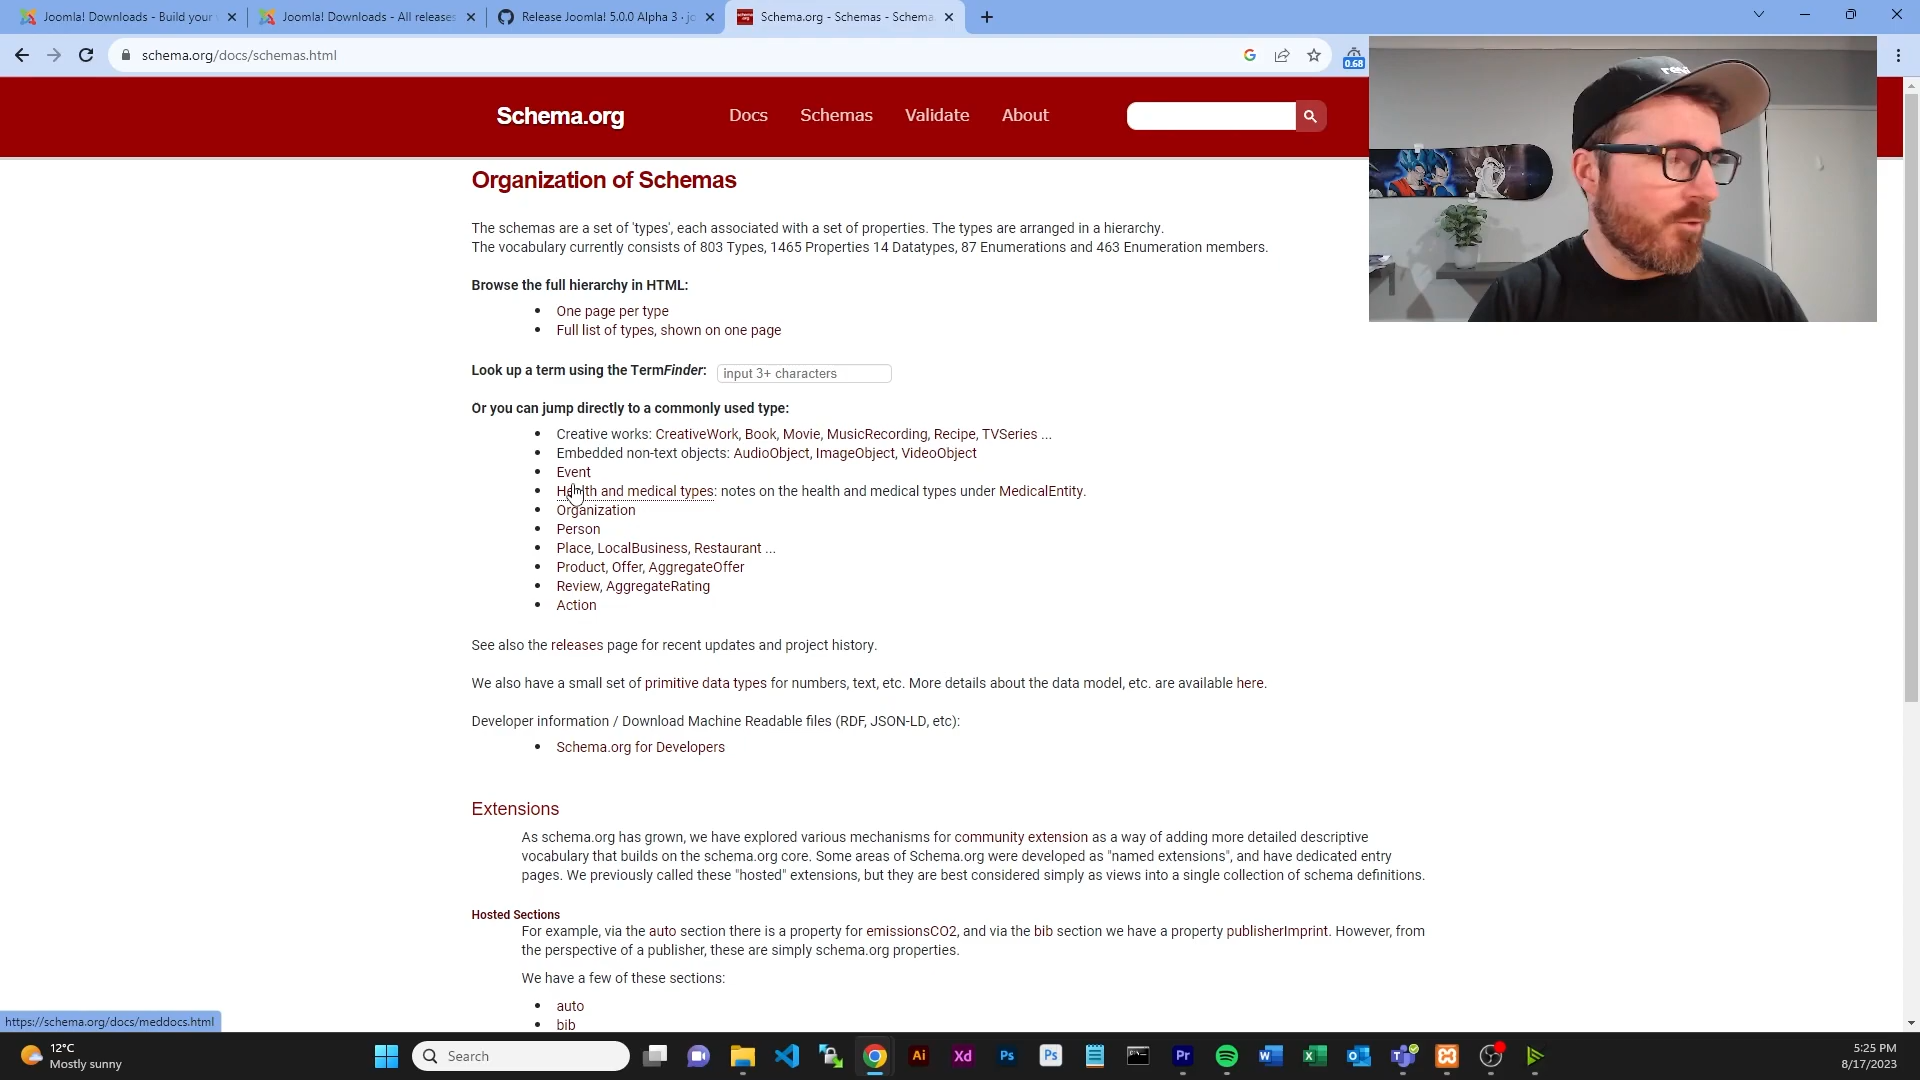 Joomla! Downloads - Build your
Joomla! Downloads - All releases
Release Joomla! 5.0.0 Alpha 3 · jo
Schema.org - Schemas - Schema.
schema.org/docs/schemas.html
0.68
Schema.org
Docs
Schemas
Validate
About
Organization of Schemas
The schemas are a set of 'types', each associated with a set of properties. The types are arranged in a hierarchy.
The vocabulary currently consists of 803 Types, 1465 Properties 14 Datatypes, 87 Enumerations and 463 Enumeration members.
Browse the full hierarchy in HTML:
One page per type
Full list of types, shown on one page
Look up a term using the TermFinder: input 3+ characters
Or you can jump directly to a commonly used type:
Creative works: CreativeWork, Book, Movie, MusicRecording, Recipe, TVSeries ...
Embedded non-text objects: AudioObject, ImageObject, VideoObject
Event
Health and medical types: notes on the health and medical types under MedicalEntity.
Organization
Person
Place, LocalBusiness, Restaurant ...
Product, Offer, AggregateOffer
Review, AggregateRating
Action
See also the releases page for recent updates and project history.
We also have a small set of primitive data types for numbers, text, etc. More details about the data model, etc. are available here.
Developer information / Download Machine Readable files (RDF, JSON-LD, etc):
Schema.org for Developers
Extensions
As schema.org has grown, we have explored various mechanisms for community extension as a way of adding more detailed descriptive
vocabulary that builds on the schema.org core. Some areas of Schema.org were developed as "named extensions", and have dedicated entry
pages. We previously called these "hosted" extensions, but they are best considered simply as views into a single collection of schema definitions.
Hosted Sections
For example, via the auto section there is a property for emissionsCO2, and via the bib section we have a property publisherImprint. However, from
the perspective of a publisher, these are simply schema.org properties.
We have a few of these sections:
auto
bib
https://schema.org/docs/meddocs.html
12°C
Mostly sunny
Search
Ai
Xd
Ps
Ps
Pr
5:25 PM
8/17/2023